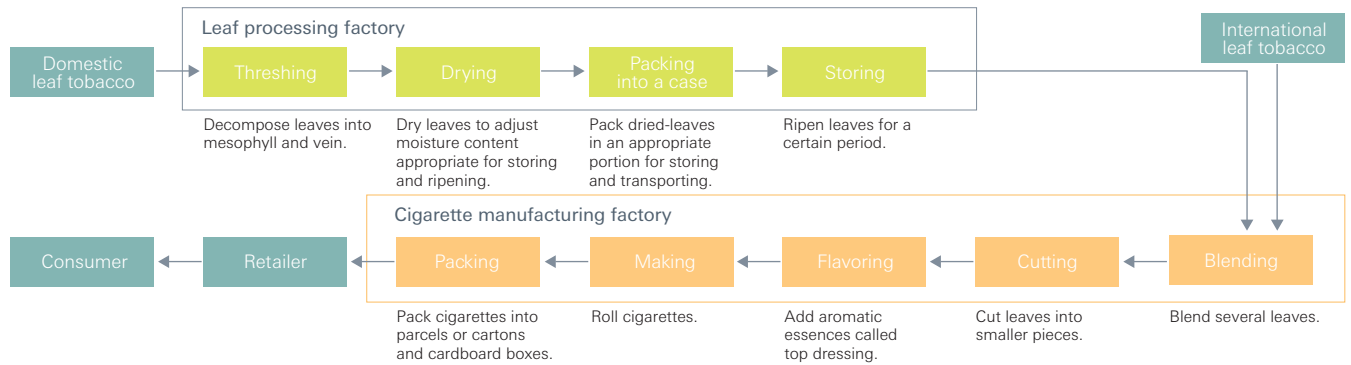 Leaf processing factory
International
leaf tobacco
Domestic
leaf tobacco
Threshing
Drying
Packing
into a case
Storing
Decompose leaves into
mesophyll and vein.
Dry leaves to adjust
moisture content
appropriate for storing
and ripening.
Pack dried-leaves
in an appropriate
portion for storing
and transporting.
Ripen leaves for a
certain period.
Cigarette manufacturing factory
Consumer
Retailer
Packing
Making
Flavoring
Cutting
Blending
Pack cigarettes into
parcels or cartons
and cardboard boxes.
Roll cigarettes.
Add aromatic
essences called
top dressing.
Cut leaves into
smaller pieces.
Blend several leaves.